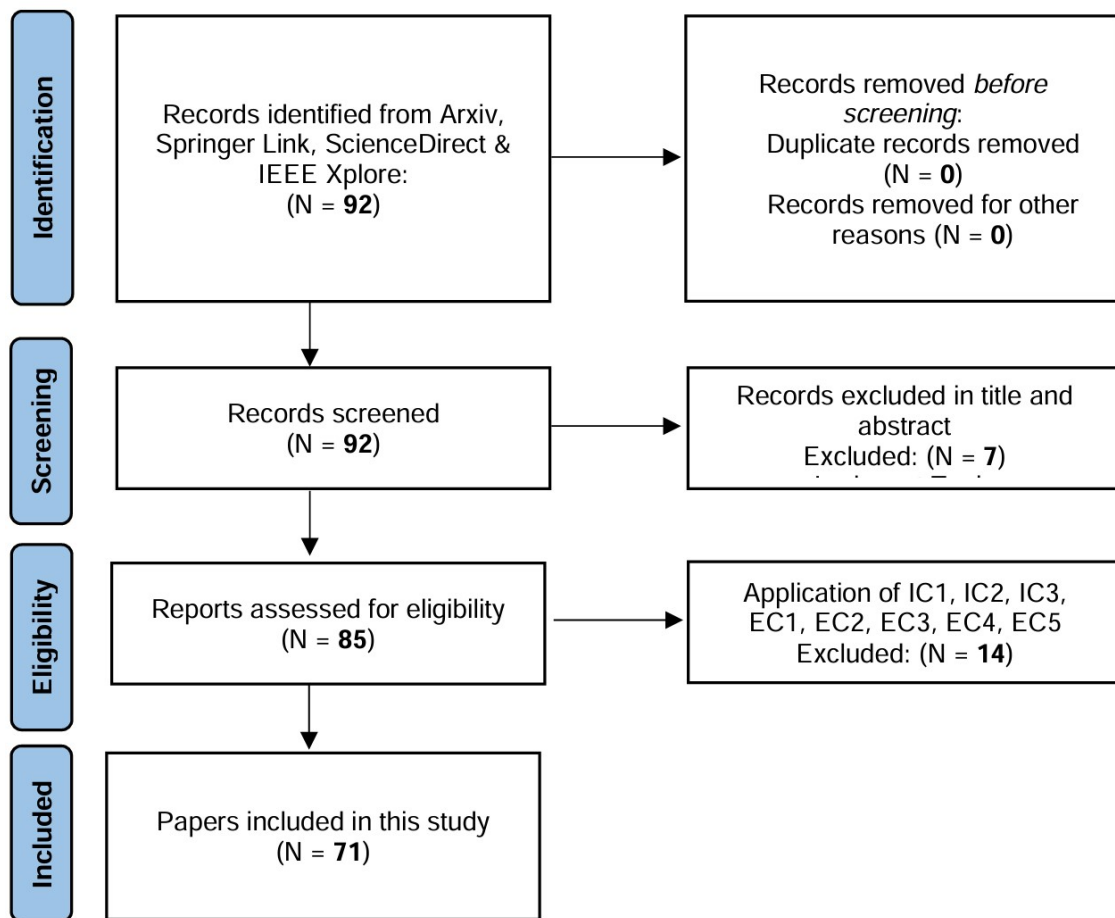 Identification
Records identified from Arxiv,
Springer Link, ScienceDirect &
IEEE Xplore:
(N = 92)
Records removed before
screening:
Duplicate records removed
(N = 0)
Records removed for other
reasons (N = 0)
Screening
Records screened
(N = 92)
Records excluded in title and
abstract
Excluded: (N = 7)
Eligibility
Reports assessed for eligibility
(N = 85)
Application of IC1, IC2, IC3,
EC1, EC2, EC3, EC4, EC5
Excluded: (N = 14)
Included
Papers included in this study
(N = 71)